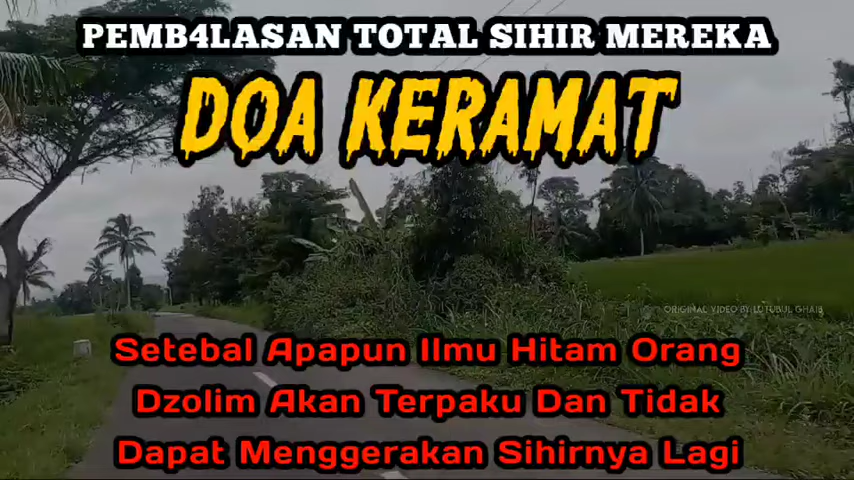 PEMB4LASAN TOTAL SIHIR MEREKA
DOA KERAMAT
ORIGINAL VIDEO BY LUTUBUL GHAIB
Setebal Apapun Ilmu Hitam Orang
Dzolim Akan Terpaku Dan Tidak
Dapat Menggerakan Sihirnya Lagi